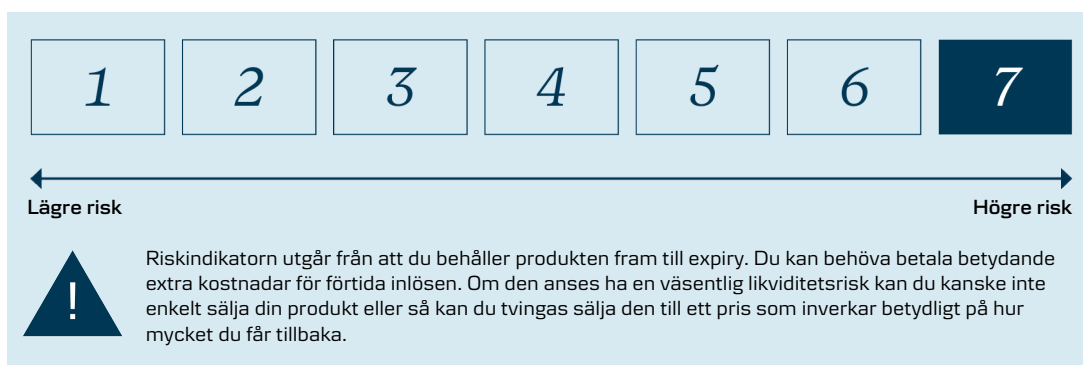 1 2 3 4 5 6 7
Lägre risk Högre risk
Riskindikatorn utgår från att du behåller produkten fram till expiry. Du kan behöva betala betydande
extra kostnadar för förtida inlösen. Om den anses ha en väsentlig likviditetsrisk kan du kanske inte
enkelt sälja din produkt eller så kan du tvingas sälja den till ett pris som inverkar betydligt på hur
mycket du får tillbaka.
!